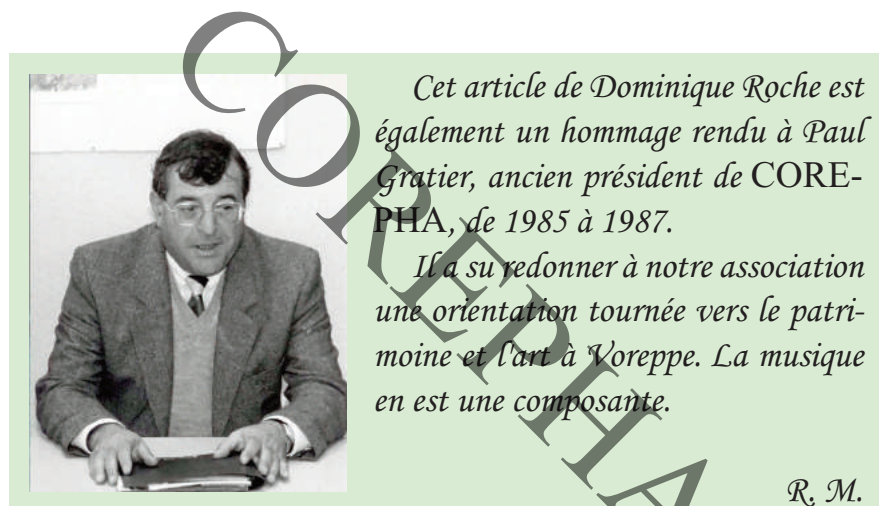 Cet article de Dominique Roche est
également un hommage rendu à Paul
Gratier, ancien président de CORE-
PHA, de 1985 à 1987.
Il a su redonner à notre association
une orientation tournée vers le patri-
moine et l'art à Voreppe. La musique
en est une composante.
R. M.
COREPHA